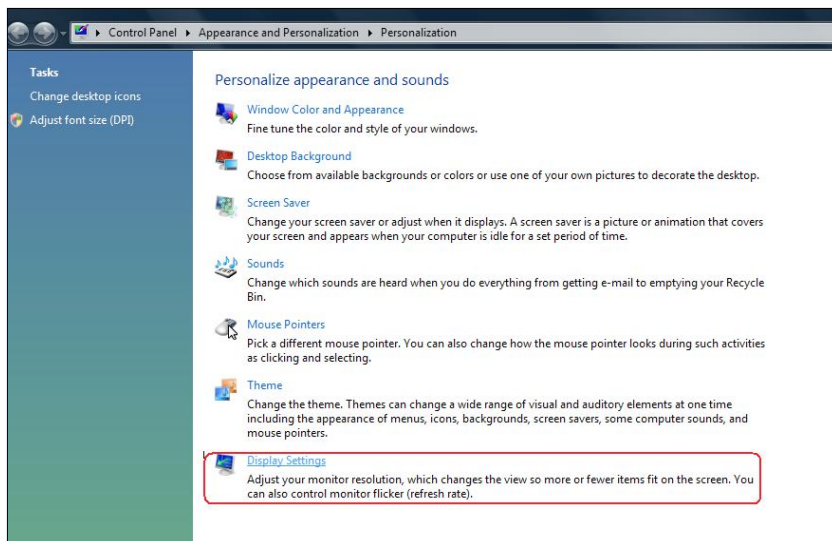 Control Panel ▸ Appearance and Personalization ▸ Personalization
Tasks
Change desktop icons
Adjust font size (DPI)
Personalize appearance and sounds
Window Color and Appearance
Fine tune the color and style of your windows.
Desktop Background
Choose from available backgrounds or colors or use one of your own pictures to decorate the desktop.
Screen Saver
Change your screen saver or adjust when it displays. A screen saver is a picture or animation that covers
your screen and appears when your computer is idle for a set period of time.
Sounds
Change which sounds are heard when you do everything from getting e-mail to emptying your Recycle
Bin.
Mouse Pointers
Pick a different mouse pointer. You can also change how the mouse pointer looks during such activities
as clicking and selecting.
Theme
Change the theme. Themes can change a wide range of visual and auditory elements at one time
including the appearance of menus, icons, backgrounds, screen savers, some computer sounds, and
mouse pointers.
Display Settings
Adjust your monitor resolution, which changes the view so more or fewer items fit on the screen. You
can also control monitor flicker (refresh rate).